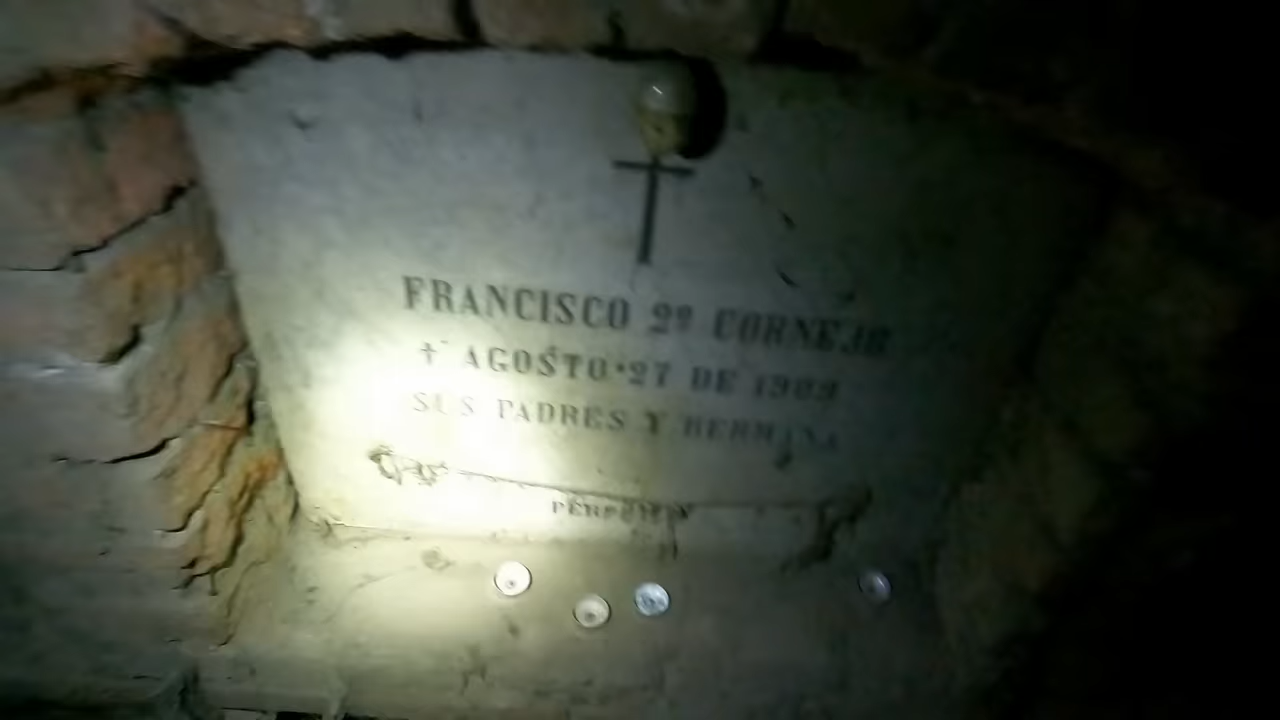 FRANCISCO 2º CORNEJO
† AGOSTO·27 DE 1909
SUS PADRES Y HERMANA